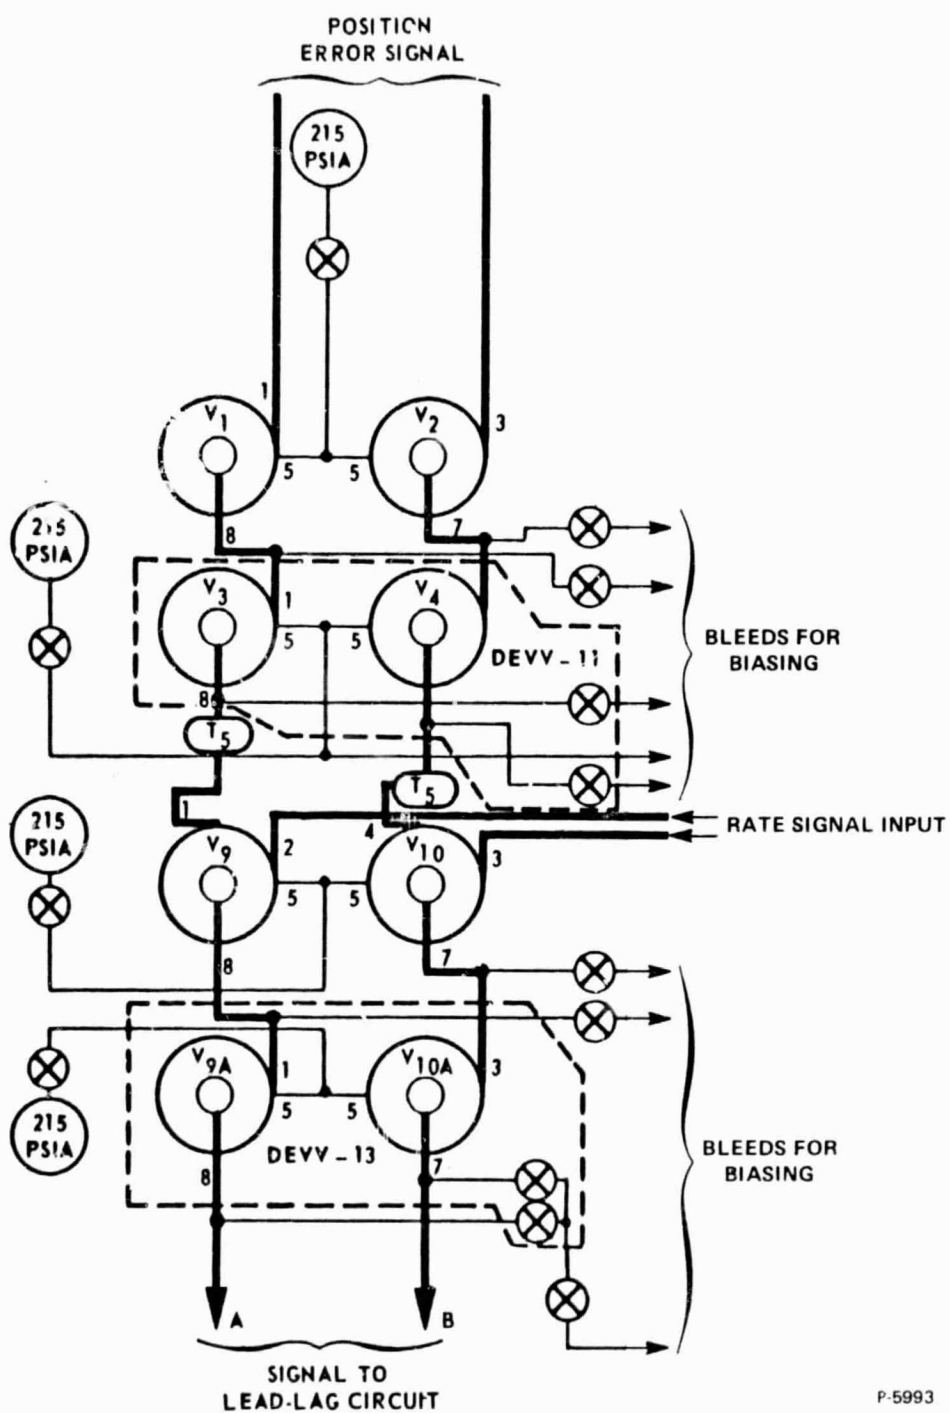 POSITION
ERROR SIGNAL
215
PSIA
1
3
V1
V2
5
5
8
7
215
PSIA
V3
V4
1
5
5
DEVV-11
BLEEDS FOR
BIASING
8
T5
T5
1
4
2
3
RATE SIGNAL INPUT
215
PSIA
V9
V10
5
5
8
7
V9A
V10A
1
3
5
5
215
PSIA
DEVV-13
8
7
BLEEDS FOR
BIASING
A
B
SIGNAL TO
LEAD-LAG CIRCUIT
P-5993